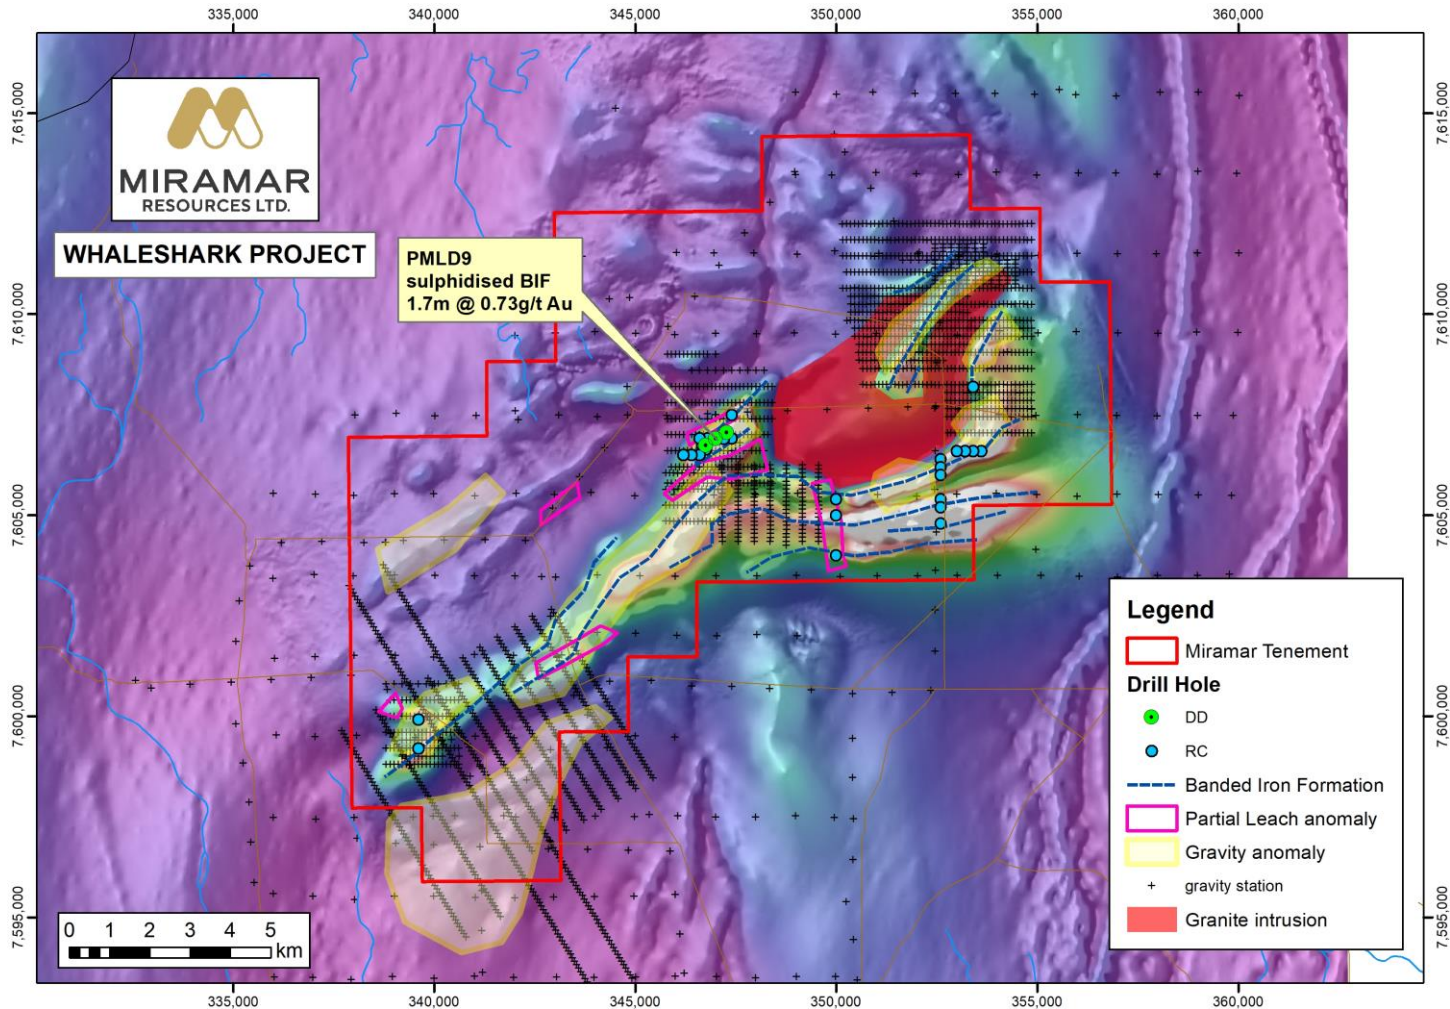 335,000
340,000
345,000
350,000
355,000
360,000
7,615,000
7,615,000
MIRAMAR
RESOURCES LTD.
WHALESHARK PROJECT
PMLD9
sulphidised BIF
1.7m @ 0.73g/t Au
7,610,000
7,610,000
7,605,000
7,605,000
7,600,000
7,600,000
7,595,000
7,595,000
Legend
Miramar Tenement
Drill Hole
DD
RC
Banded Iron Formation
Partial Leach anomaly
Gravity anomaly
gravity station
Granite intrusion
0 1 2 3 4 5
km
335,000
340,000
345,000
350,000
355,000
360,000